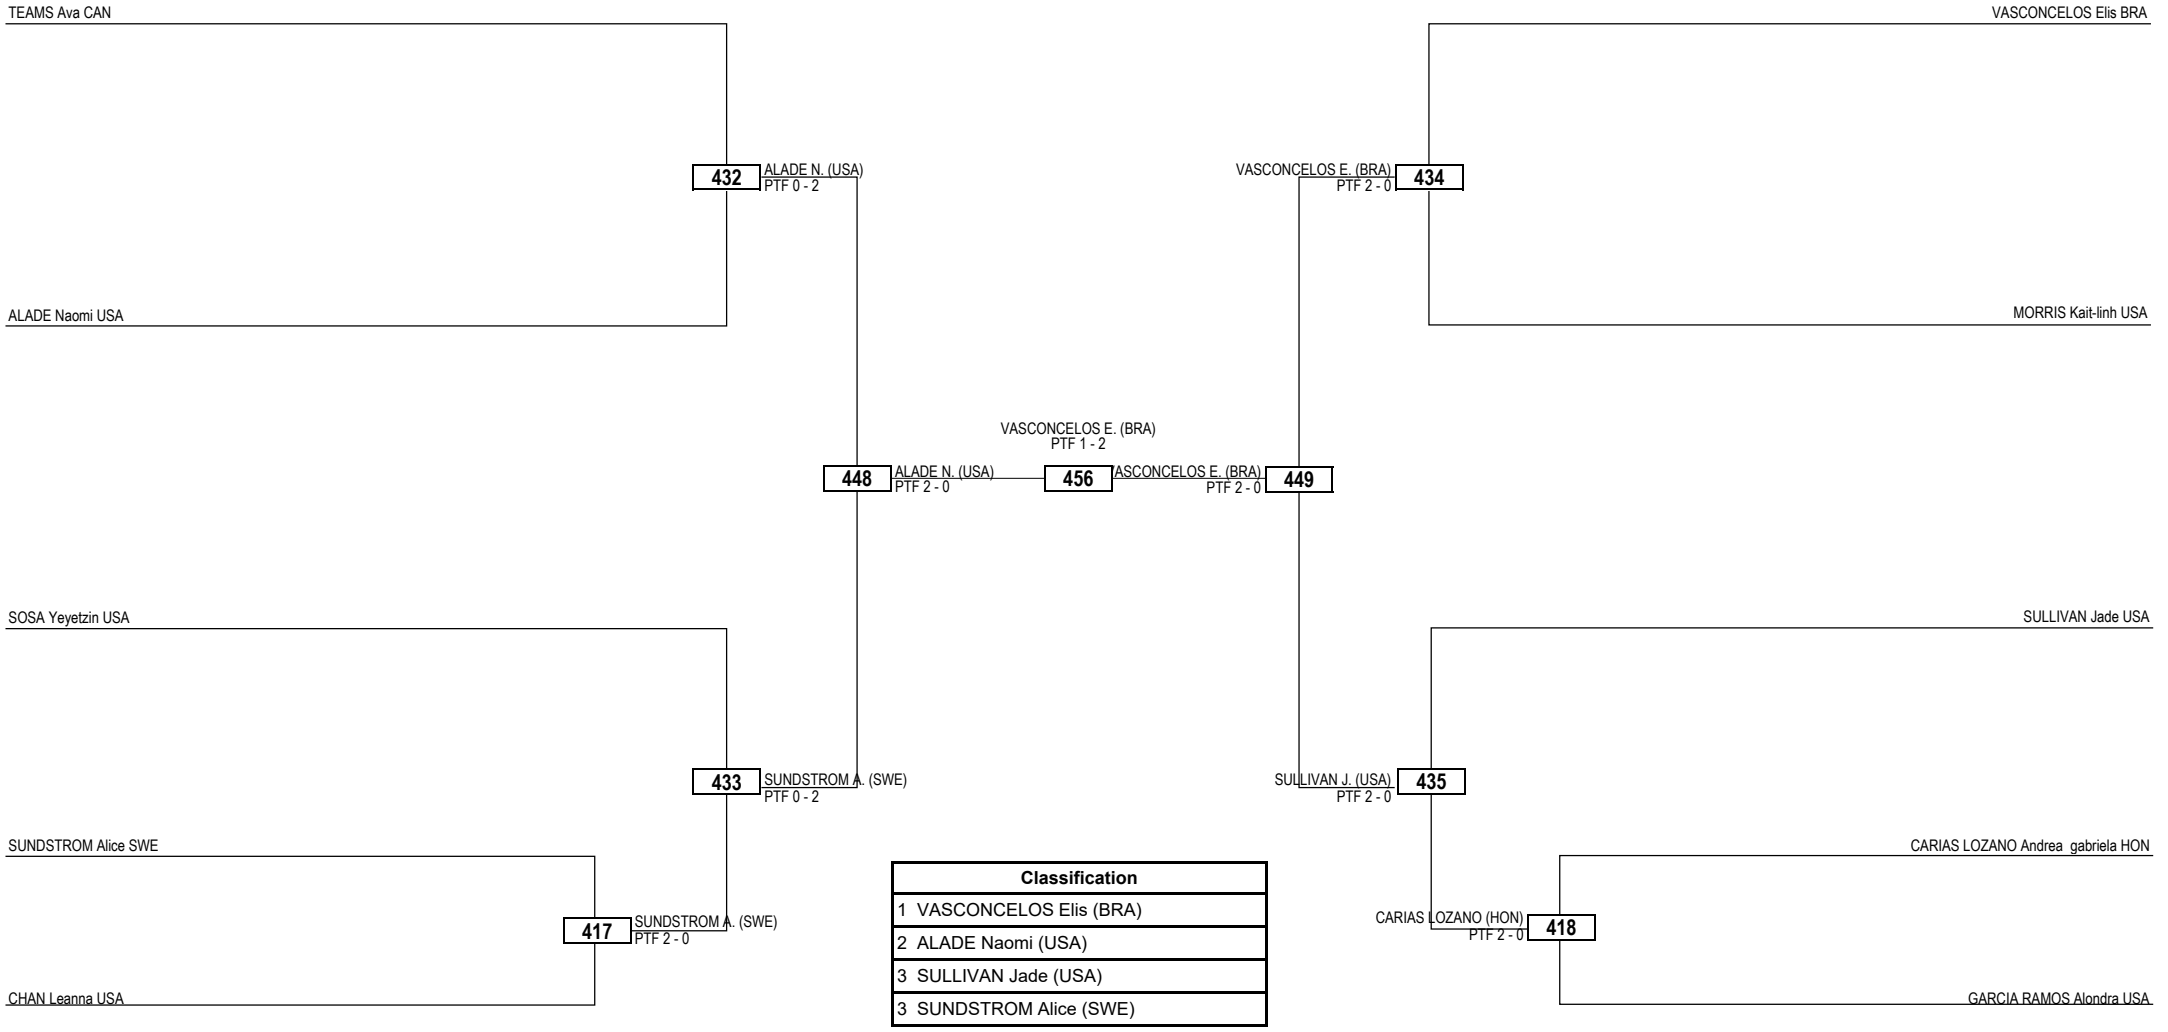 TEAMS Ava CAN
VASCONCELOS Elis BRA
432
ALADE N. (USA)
PTF 0 - 2
VASCONCELOS E. (BRA)
PTF 2 - 0
434
ALADE Naomi USA
MORRIS Kait-linh USA
VASCONCELOS E. (BRA)
PTF 1 - 2
448
ALADE N. (USA)
PTF 2 - 0
456
VASCONCELOS E. (BRA)
PTF 2 - 0
449
SOSA Yeyetzin USA
SULLIVAN Jade USA
433
SUNDSTROM A. (SWE)
PTF 0 - 2
SULLIVAN J. (USA)
PTF 2 - 0
435
SUNDSTROM Alice SWE
CARIAS LOZANO Andrea  gabriela HON
417
SUNDSTROM A. (SWE)
PTF 2 - 0
CARIAS LOZANO (HON)
PTF 2 - 0
418
CHAN Leanna USA
GARCIA RAMOS Alondra USA
Classification
1 VASCONCELOS Elis (BRA)
2 ALADE Naomi (USA)
3 SULLIVAN Jade (USA)
3 SUNDSTROM Alice (SWE)